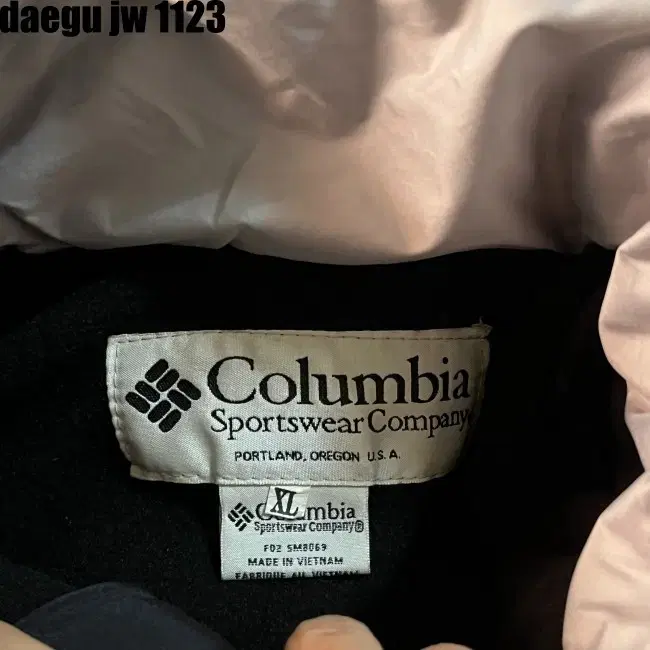 daegu jw 1123
Columbia
Sportswear Company
PORTLAND, OREGON U.S.A.
XL
mbia
Sportswear Company®
F02 SM8069
MADE IN VIETNAM
FABRIQUE AU VIETNAM